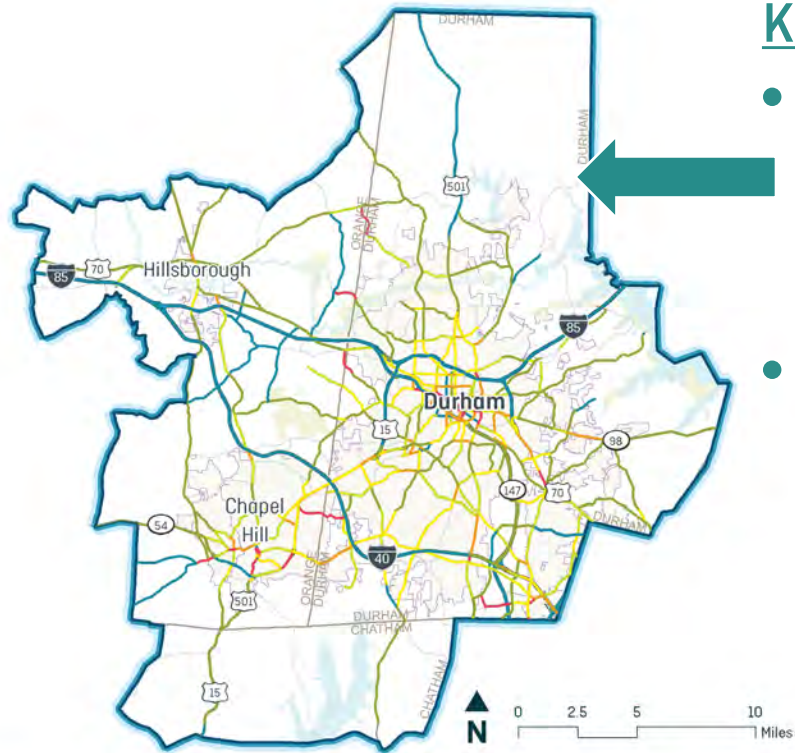 DURHAM
K
DURHAM
501
ORANGE
DURHAM
70
Hillsborough
85
85
Durham
15
98
147
70
Chapel
Hill
54
DURHAM
40
ORANGE
DURHAM
501
DURHAM
CHATHAM
15
CHATHAM
N
0 2.5 5 10
Miles